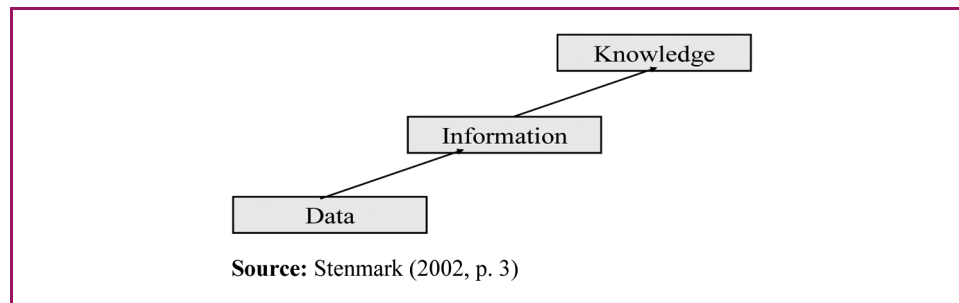 Knowledge
Information
Data
Source: Stenmark (2002, p. 3)